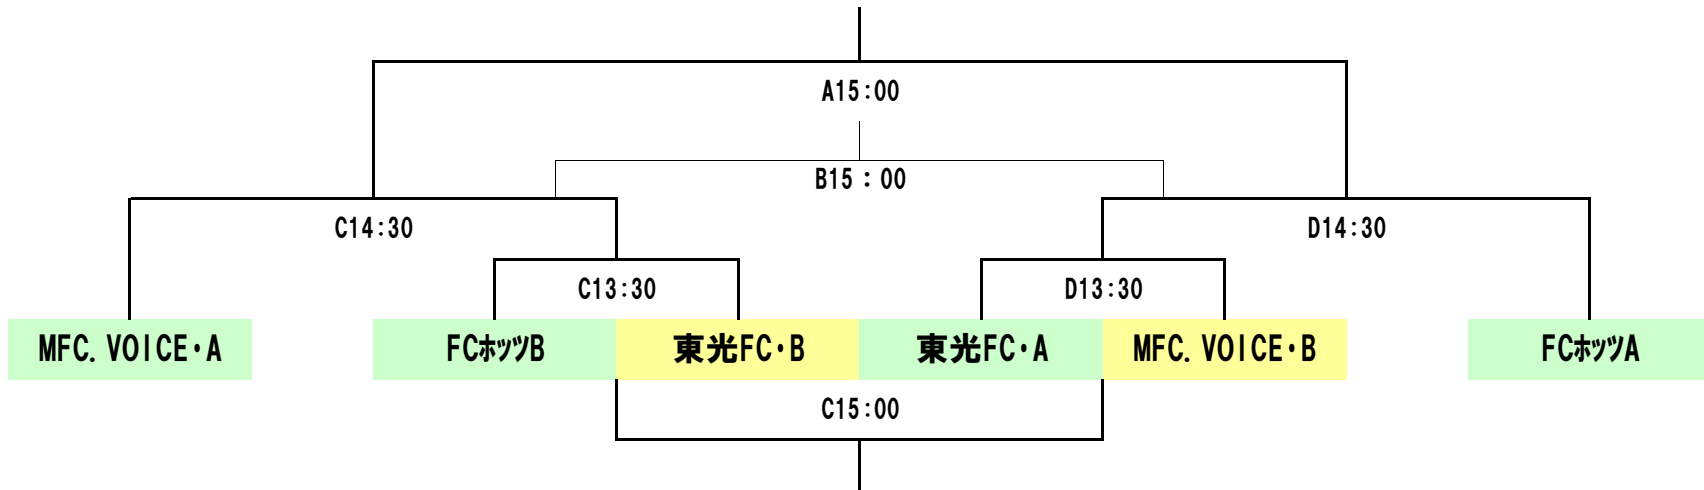 A15:00
B15：00
C14:30
D14:30
C13:30
D13:30
MFC.VOICE・A
FCﾎｯﾂB
東光FC・B
東光FC・A
MFC.VOICE・B
FCﾎｯﾂA
C15:00